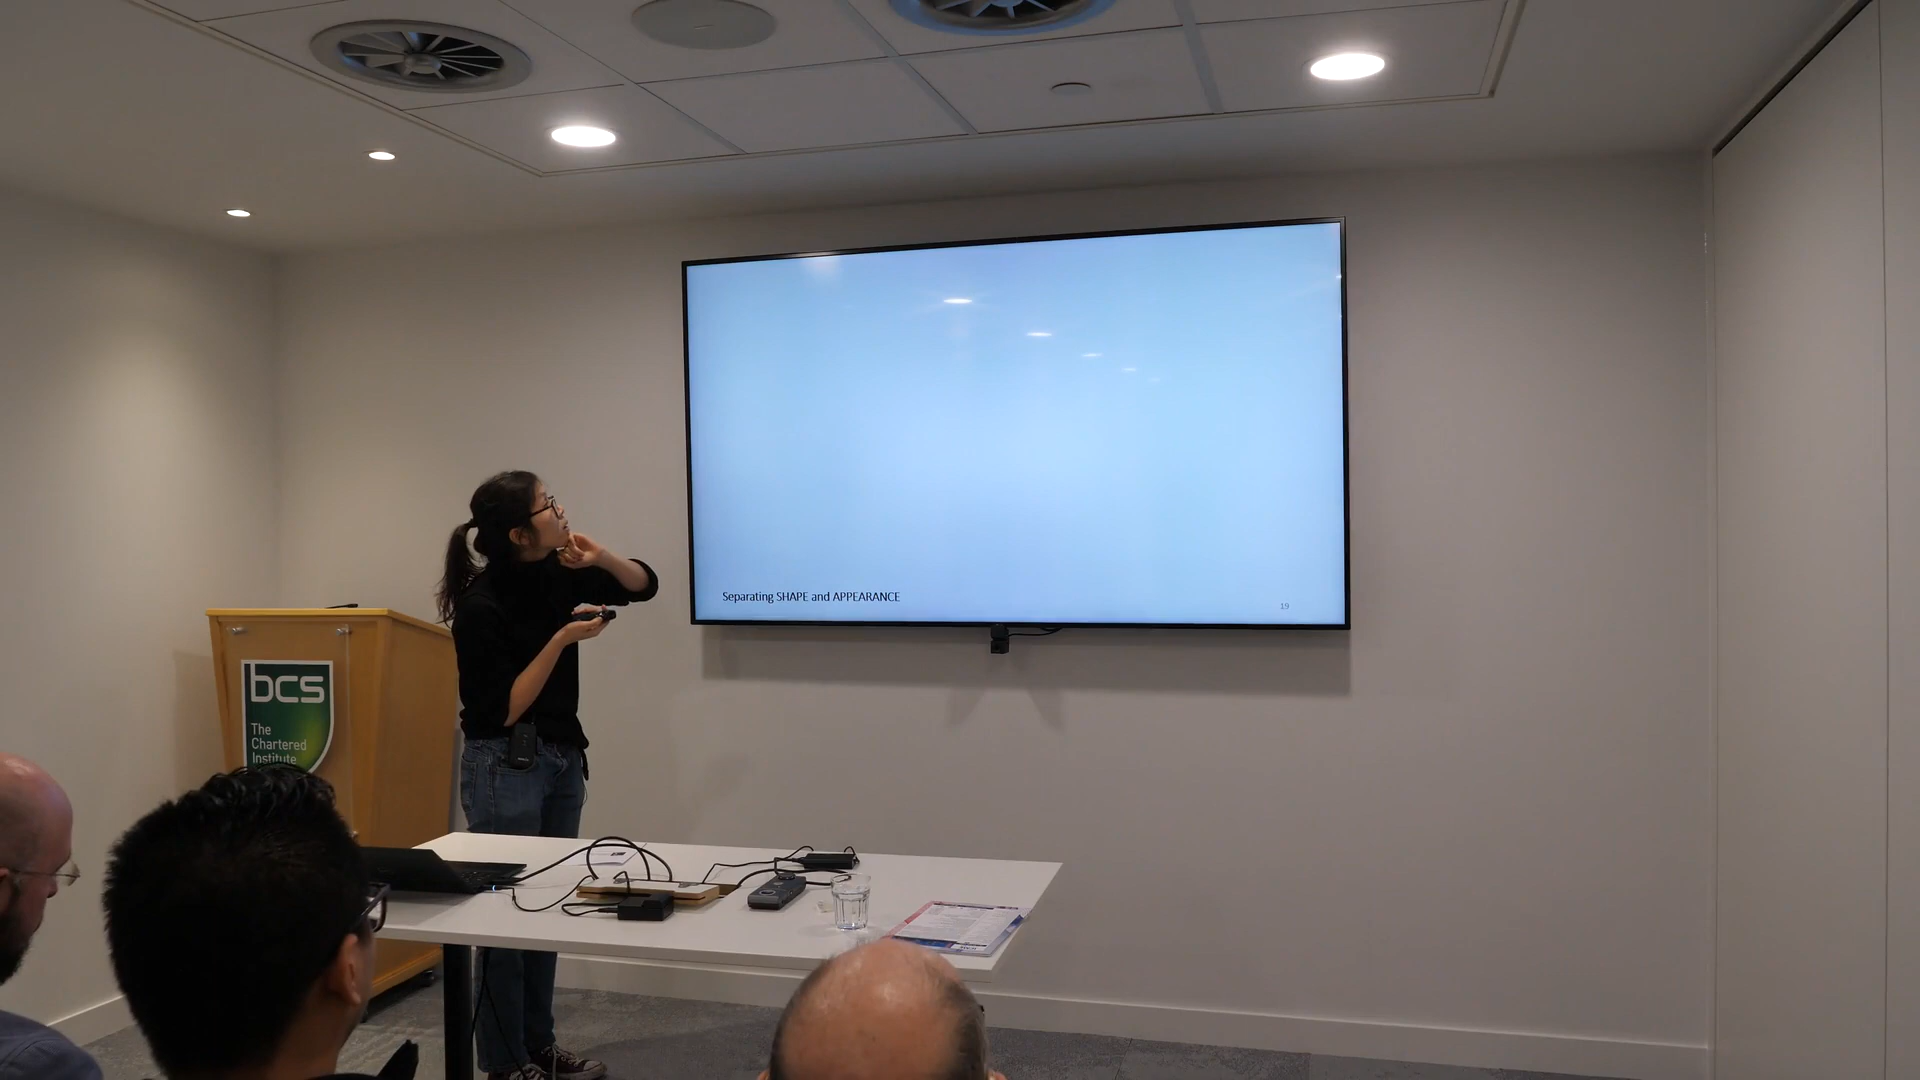 Separating SHAPE and APPEARANCE
19
bcs
The
Chartered
Institute